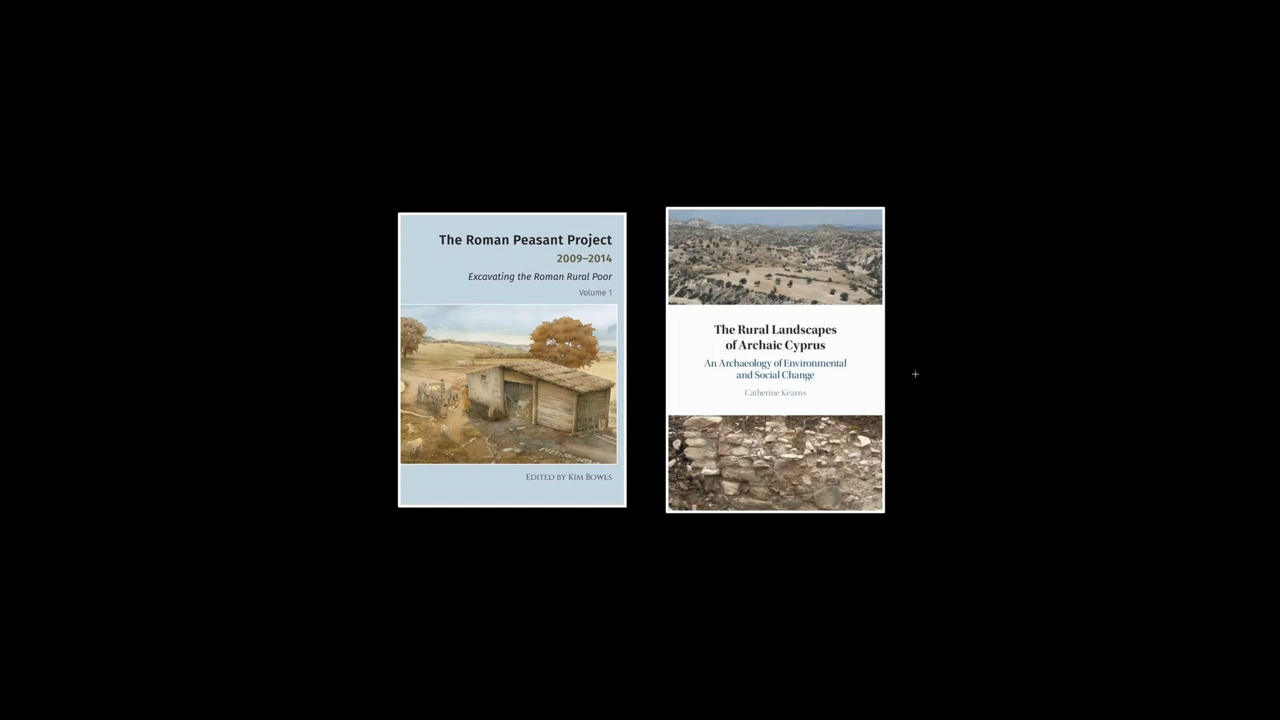 The Roman Peasant Project
2009–2014
Excavating the Roman Rural Poor
Volume 1
Edited by Kim Bowes
The Rural Landscapes
of Archaic Cyprus
An Archaeology of Environmental
and Social Change
Catherine Kearns